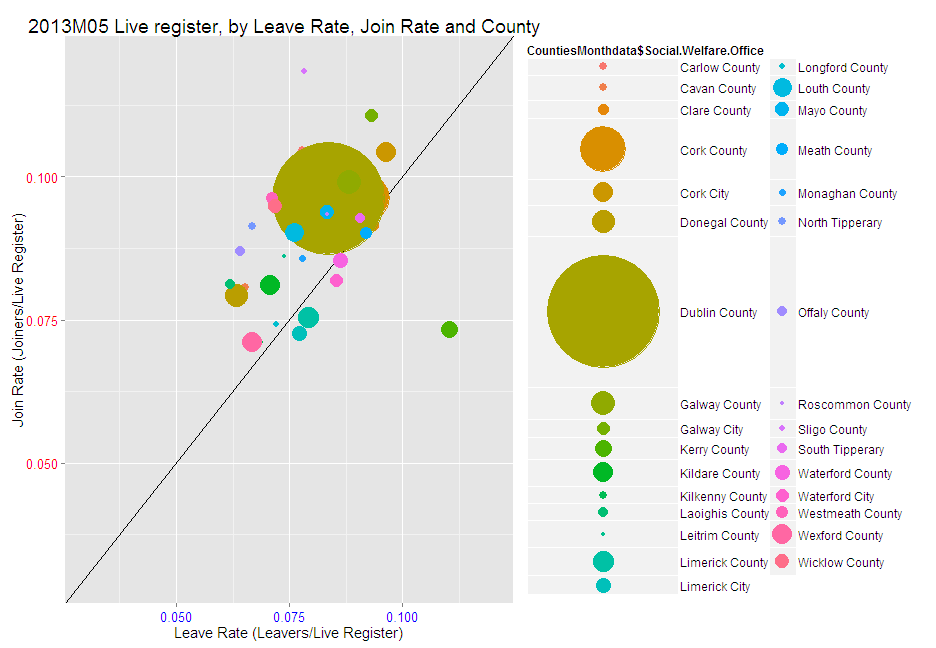 2013M05 Live register, by Leave Rate, Join Rate and County
CountiesMonthdata$Social.Welfare.Office
Join Rate (Joiners/Live Register)
0.100
0.075
0.050
0.050
0.075
0.100
Leave Rate (Leavers/Live Register)
Carlow County
Cavan County
Clare County
Cork County
Cork City
Donegal County
Dublin County
Galway County
Galway City
Kerry County
Kildare County
Kilkenny County
Laoighis County
Leitrim County
Limerick County
Limerick City
Longford County
Louth County
Mayo County
Meath County
Monaghan County
North Tipperary
Offaly County
Roscommon County
Sligo County
South Tipperary
Waterford County
Waterford City
Westmeath County
Wexford County
Wicklow County